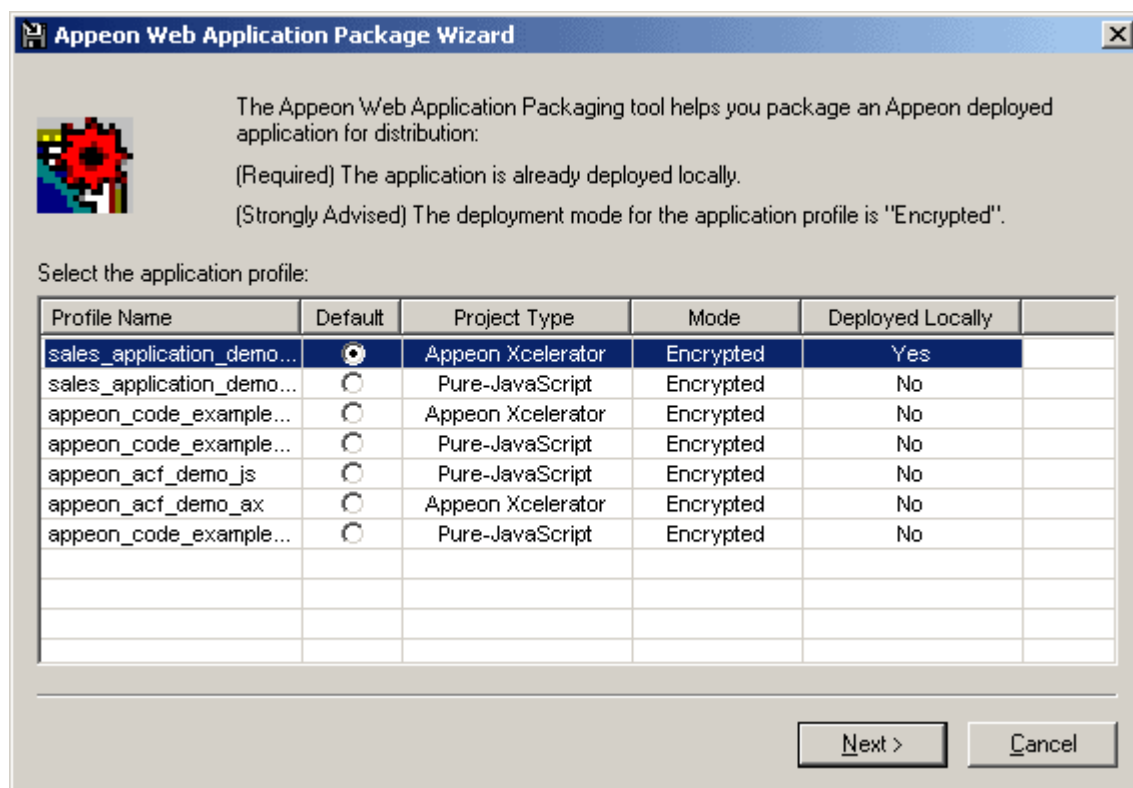 Appeon Web Application Package Wizard
The Appeon Web Application Packaging tool helps you package an Appeon deployed
application for distribution:
(Required) The application is already deployed locally.
(Strongly Advised) The deployment mode for the application profile is "Encrypted".
Select the application profile:
Profile Name Default Project Type Mode Deployed Locally
sales_application_demo... Appeon Xcelerator Encrypted Yes
sales_application_demo... Pure-JavaScript Encrypted No
appeon_code_example... Appeon Xcelerator Encrypted No
appeon_code_example... Pure-JavaScript Encrypted No
appeon_acf_demo_js Pure-JavaScript Encrypted No
appeon_acf_demo_ax Appeon Xcelerator Encrypted No
appeon_code_example... Pure-JavaScript Encrypted No
Next > Cancel